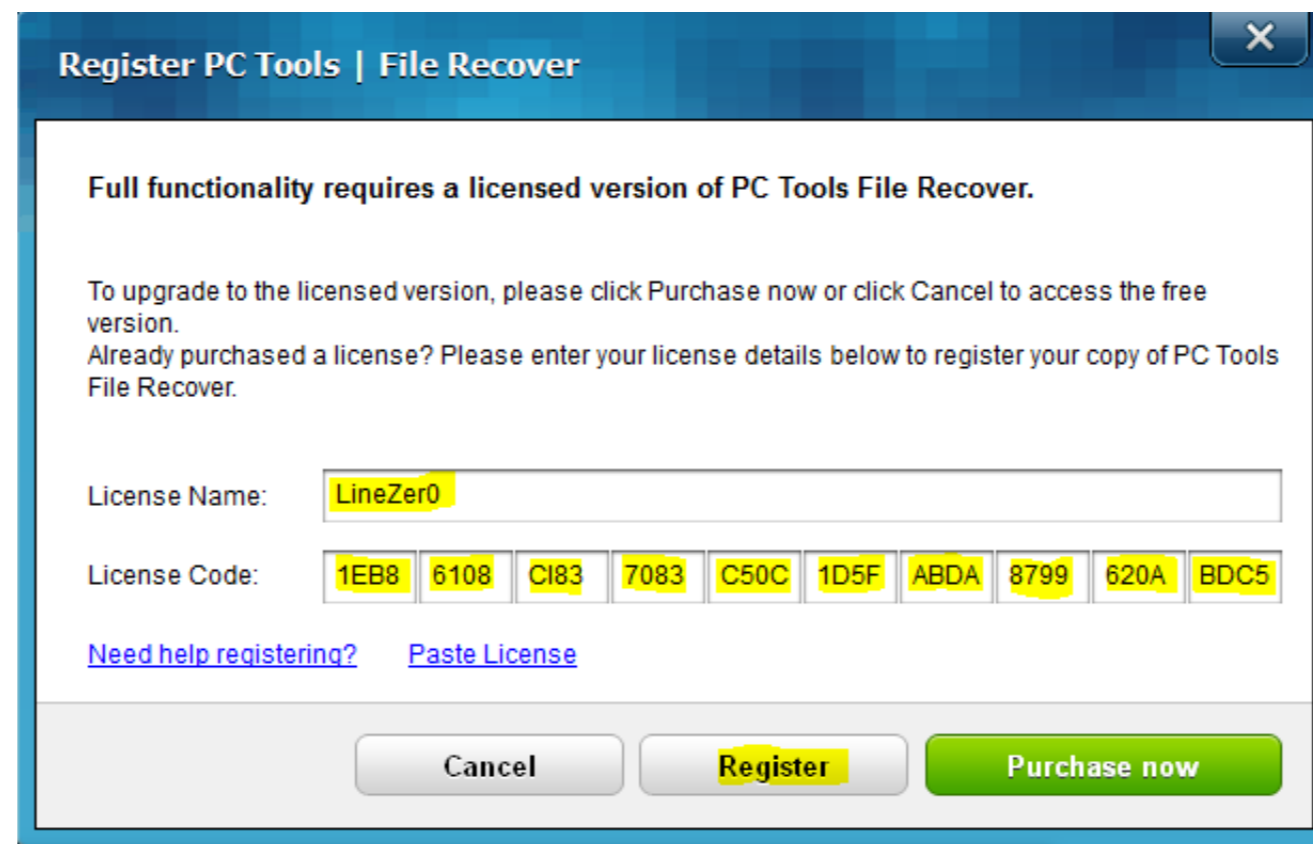 Register PC Tools | File Recover
Full functionality requires a licensed version of PC Tools File Recover.
To upgrade to the licensed version, please click Purchase now or click Cancel to access the free
version.
Already purchased a license? Please enter your license details below to register your copy of PC Tools
File Recover.
License Name: LineZer0
License Code: 1EB8 6108 CI83 7083 C50C 1D5F ABDA 8799 620A BDC5
Need help registering? Paste License
Cancel Register Purchase now